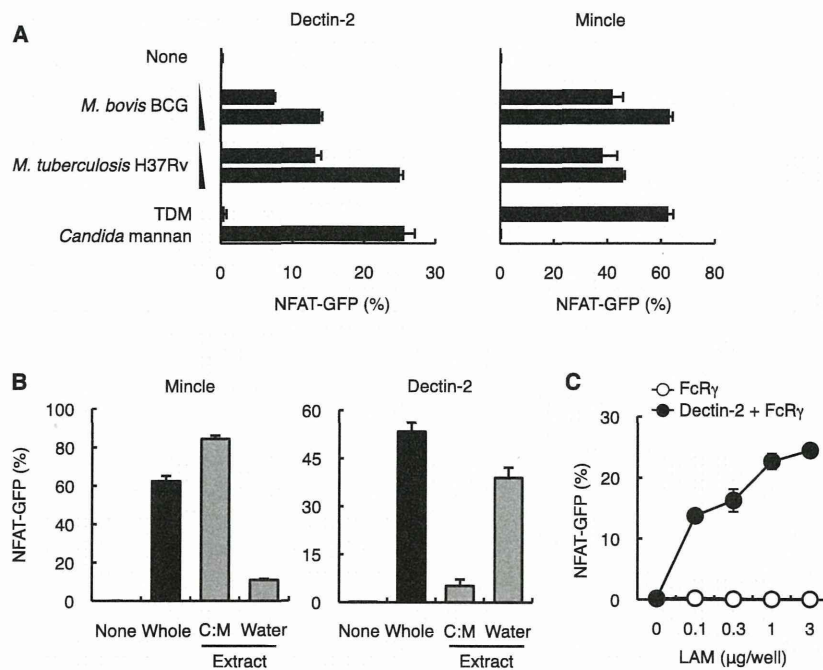 A
Dectin-2
Mincle
None
M. bovis BCG
M. tuberculosis H37Rv
TDM
Candida mannan
0 10 20 30
NFAT-GFP (%)
0 20 40 60 80
NFAT-GFP (%)
B
Mincle
NFAT-GFP (%)
100
80
60
40
20
0
None Whole C:M Water
Extract
Dectin-2
60
45
30
15
0
None Whole C:M Water
Extract
C
FcRγ
Dectin-2 + FcRγ
NFAT-GFP (%)
30
20
10
0
0 0.1 0.3 1 3
LAM (μg/well)